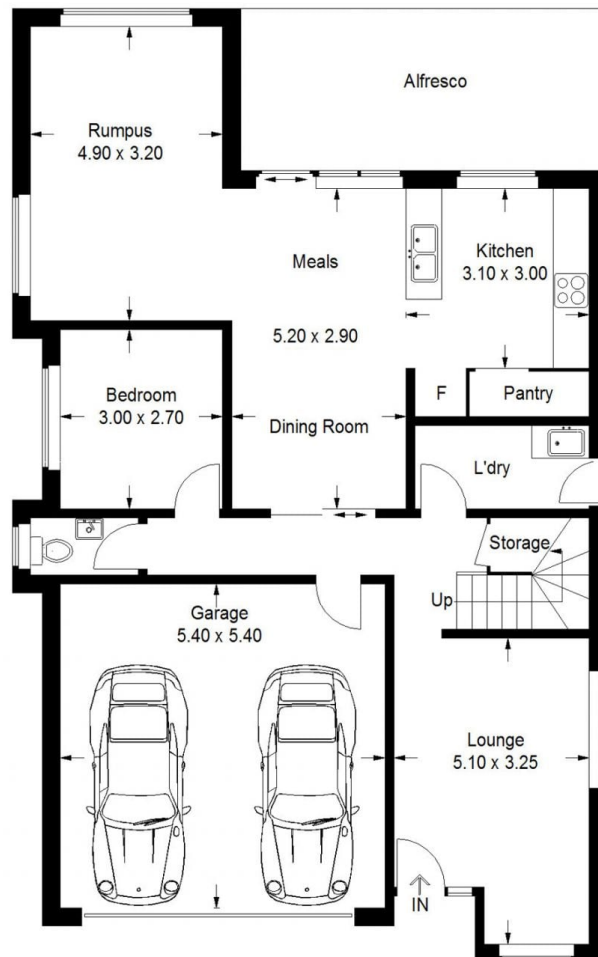 Alfresco
Rumpus
4.90 x 3.20
Meals
Kitchen
3.10 x 3.00
5.20 x 2.90
Bedroom
3.00 x 2.70
F
Pantry
Dining Room
L'dry
Storage
Up
Garage
5.40 x 5.40
Lounge
5.10 x 3.25
IN